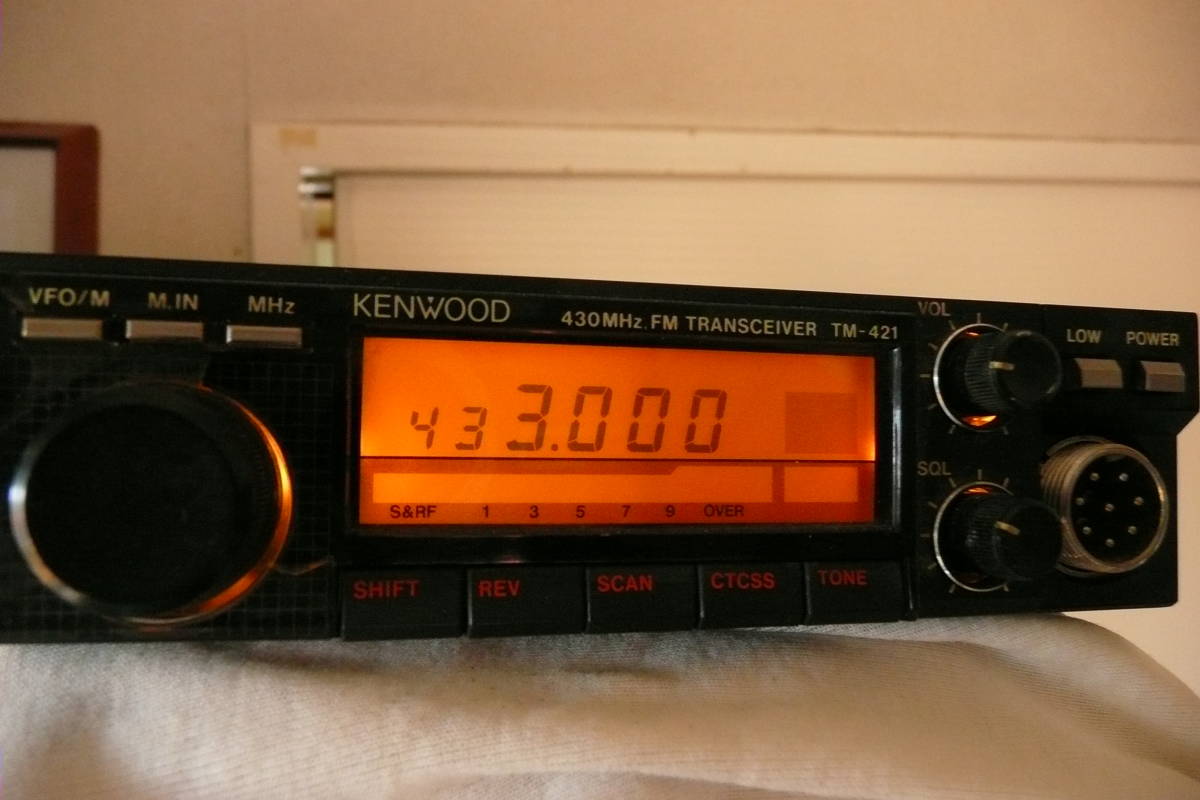 VFO/M M.IN MHz
KENWOOD 430MHz. FM TRANSCEIVER TM-421
VOL
LOW POWER
433.000
S&RF 1 3 5 7 9 OVER
SQL
SHIFT REV SCAN CTCSS TONE